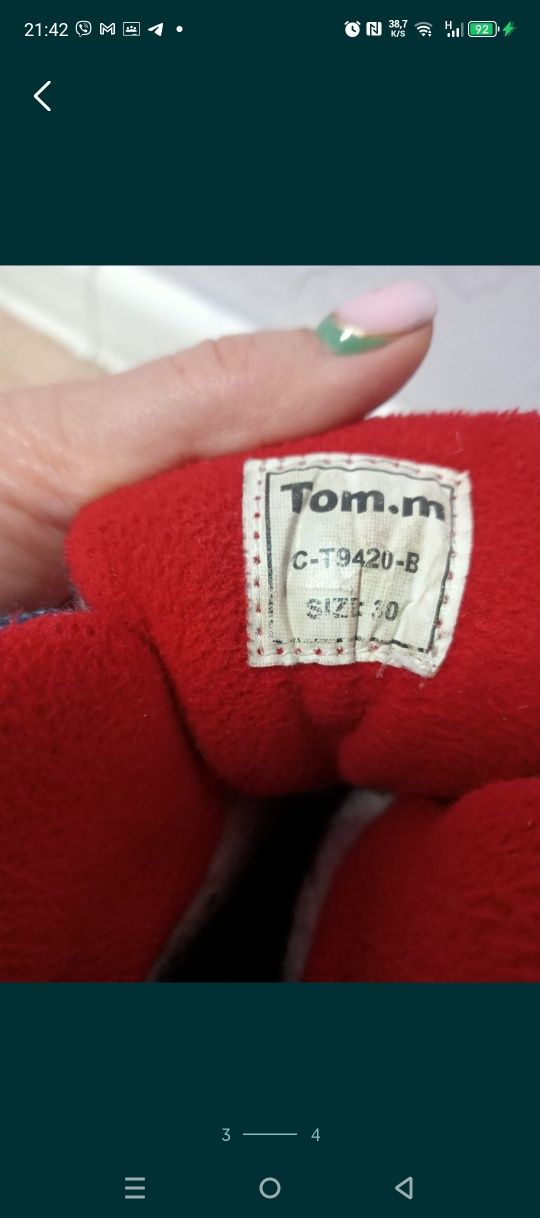 21:42
38,7
K/S
H
92
Tom.m
C-T9420-B
SIZE 30
3
4